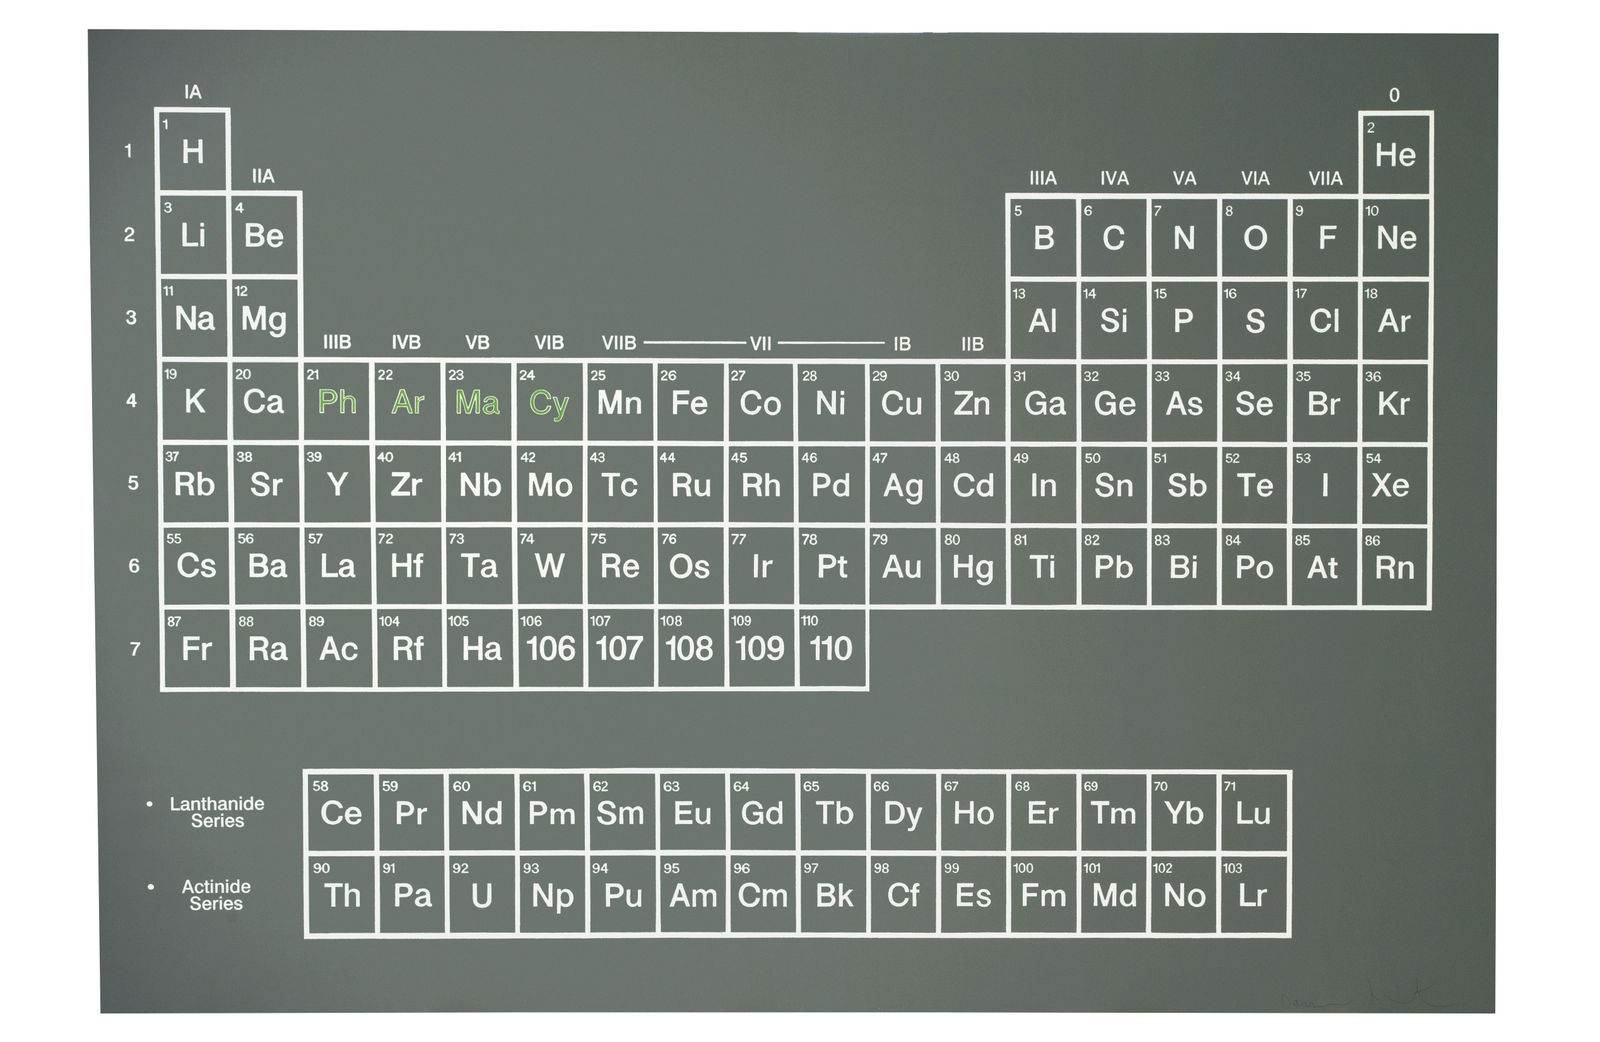 IA 0
1 H 2 He
1
IIA IIIA IVA VA VIA VIIA
3 Li 4 Be 5 B 6 C 7 N 8 O 9 F 10 Ne
2
11 Na 12 Mg 13 Al 14 Si 15 P 16 S 17 Cl 18 Ar
3
IIIB IVB VB VIB VIIB VII IB IIB
19 K 20 Ca 21 Ph 22 Ar 23 Ma 24 Cy 25 Mn 26 Fe 27 Co 28 Ni 29 Cu 30 Zn 31 Ga 32 Ge 33 As 34 Se 35 Br 36 Kr
4
37 Rb 38 Sr 39 Y 40 Zr 41 Nb 42 Mo 43 Tc 44 Ru 45 Rh 46 Pd 47 Ag 48 Cd 49 In 50 Sn 51 Sb 52 Te 53 I 54 Xe
5
55 Cs 56 Ba 57 La 72 Hf 73 Ta 74 W 75 Re 76 Os 77 Ir 78 Pt 79 Au 80 Hg 81 Ti 82 Pb 83 Bi 84 Po 85 At 86 Rn
6
87 Fr 88 Ra 89 Ac 104 Rf 105 Ha 106 106 107 107 108 108 109 109 110 110
7
58 Ce 59 Pr 60 Nd 61 Pm 62 Sm 63 Eu 64 Gd 65 Tb 66 Dy 67 Ho 68 Er 69 Tm 70 Yb 71 Lu
• Lanthanide
Series
90 Th 91 Pa 92 U 93 Np 94 Pu 95 Am 96 Cm 97 Bk 98 Cf 99 Es 100 Fm 101 Md 102 No 103 Lr
• Actinide
Series